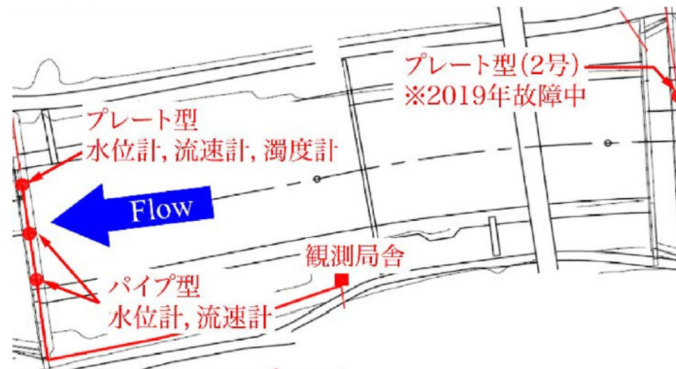 プレート型(2号)
※2019年故障中
プレート型
水位計, 流速計, 濁度計
Flow
観測局舎
パイプ型
水位計, 流速計